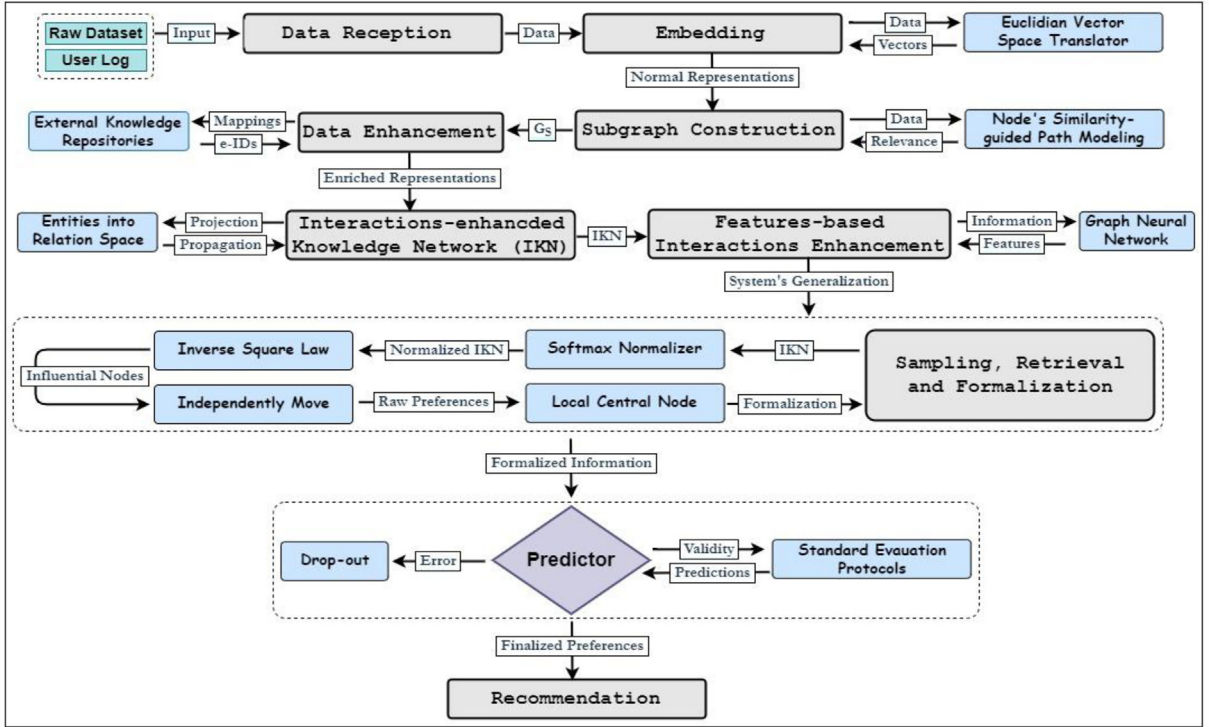 Raw Dataset
User Log
Input
Data Reception
Data
Embedding
Data
Vectors
Euclidian Vector
Space Translator
Normal Representations
External Knowledge
Repositories
Mappings
e-IDs
Data Enhancement
GS
Subgraph Construction
Data
Relevance
Node's Similarity-
guided Path Modeling
Enriched Representations
Entities into
Relation Space
Projection
Propagation
Interactions-enhancded
Knowledge Network (IKN)
IKN
Features-based
Interactions Enhancement
Information
Features
Graph Neural
Network
System's Generalization
Inverse Square Law
Normalized IKN
Softmax Normalizer
IKN
Sampling, Retrieval
and Formalization
Influential Nodes
Independently Move
Raw Preferences
Local Central Node
Formalization
Formalized Information
Drop-out
Error
Predictor
Validity
Predictions
Standard Evauation
Protocols
Finalized Preferences
Recommendation